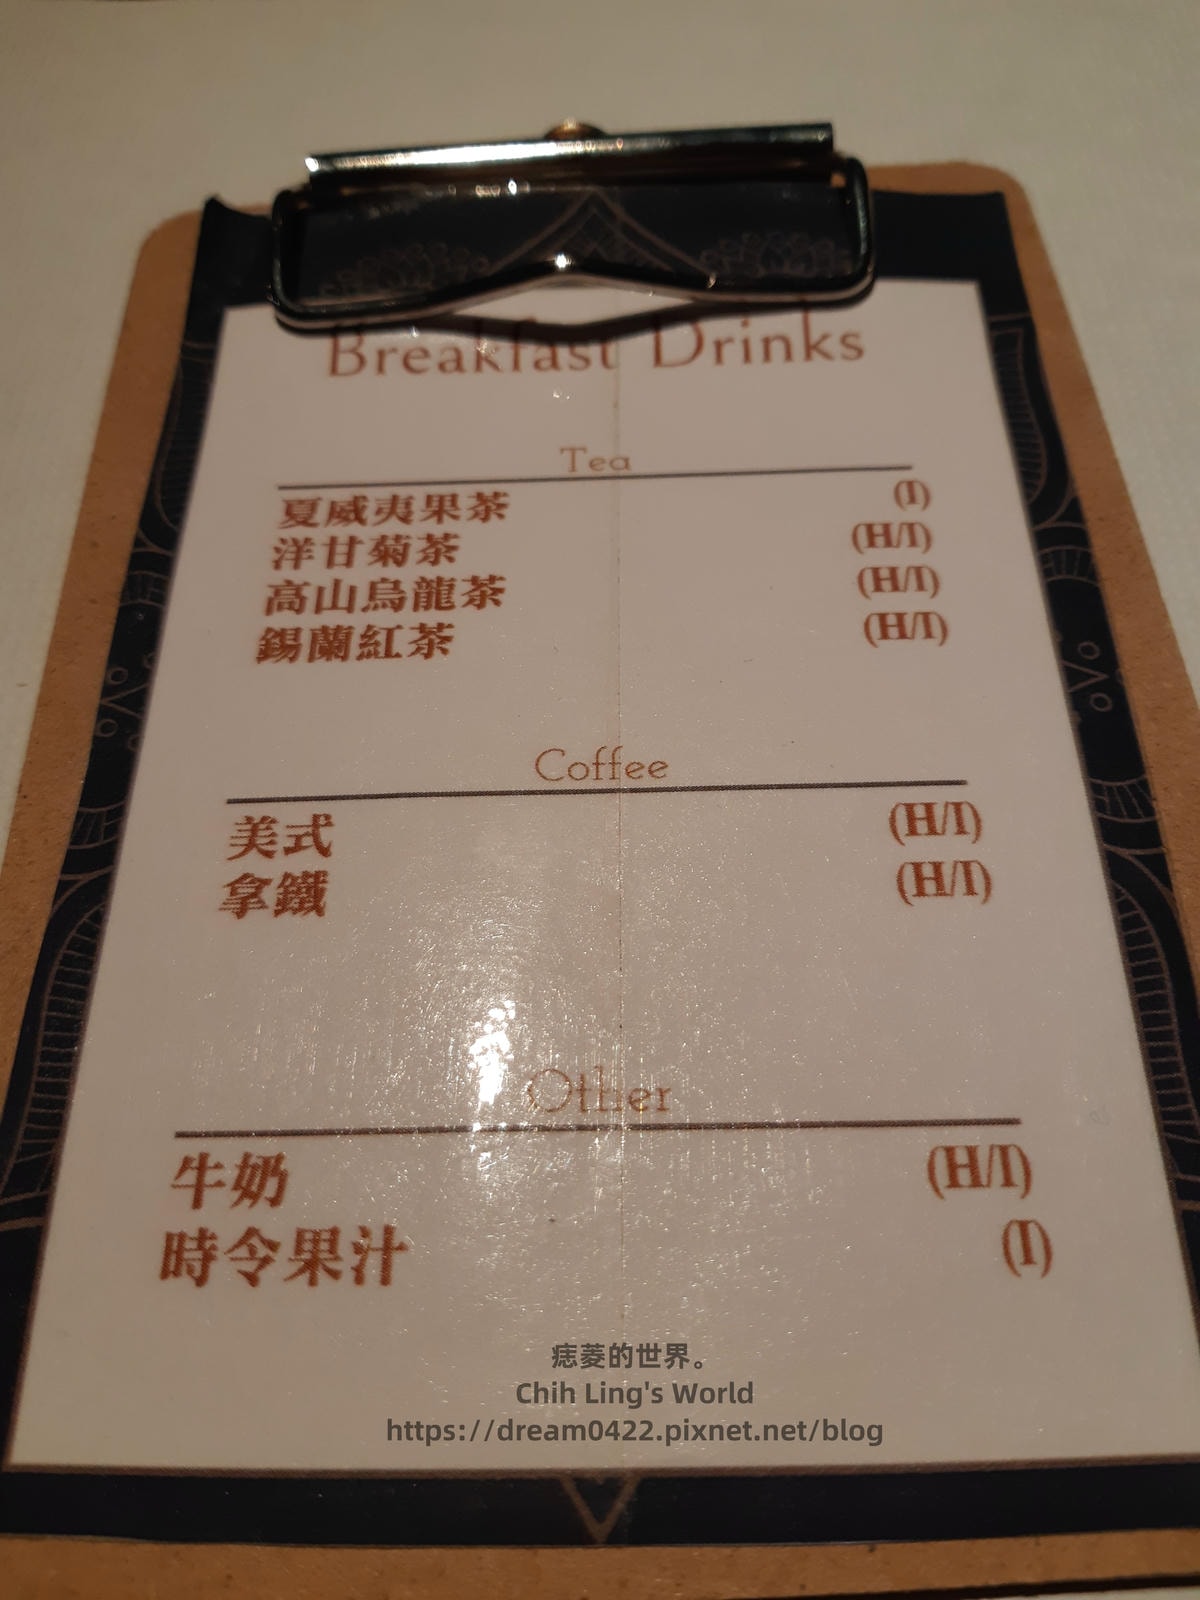 Breakfast Drinks
Tea
夏威夷果茶 (I)
洋甘菊茶 (H/I)
高山烏龍茶 (H/I)
錫蘭紅茶 (H/I)
Coffee
美式 (H/I)
拿鐵 (H/I)
Other
牛奶 (H/I)
時令果汁 (I)
痣菱的世界。
Chih Ling's World
https://dream0422.pixnet.net/blog